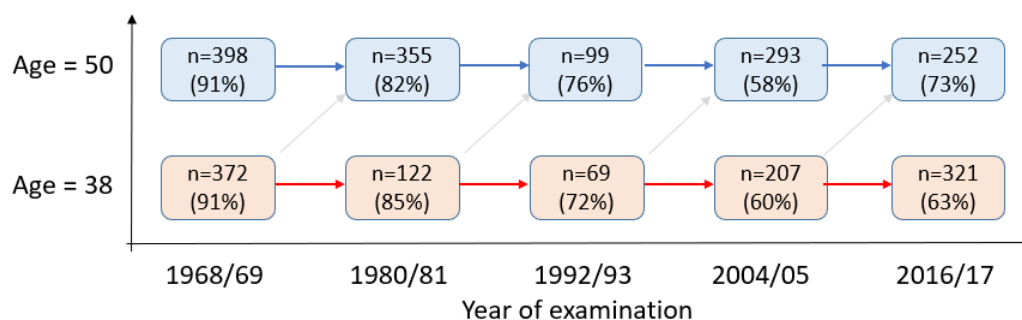 Age = 50
n=398
(91%)
n=355
(82%)
n=99
(76%)
n=293
(58%)
n=252
(73%)
Age = 38
n=372
(91%)
n=122
(85%)
n=69
(72%)
n=207
(60%)
n=321
(63%)
1968/69
1980/81
1992/93
2004/05
2016/17
Year of examination